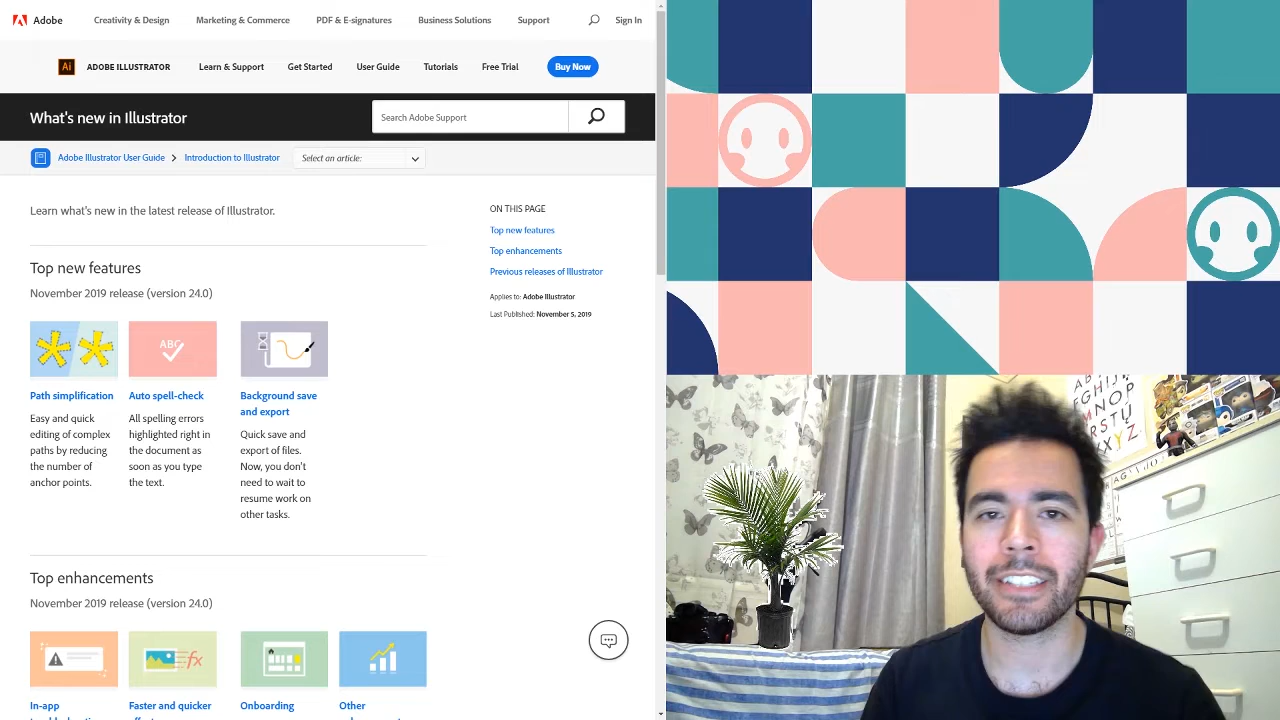 Adobe
Creativity & Design
Marketing & Commerce
PDF & E-signatures
Business Solutions
Support
Sign In
Ai
ADOBE ILLUSTRATOR
Learn & Support
Get Started
User Guide
Tutorials
Free Trial
Buy Now
What's new in Illustrator
Search Adobe Support
Adobe Illustrator User Guide
Introduction to Illustrator
Select an article:
Learn what's new in the latest release of Illustrator.
ON THIS PAGE
Top new features
Top enhancements
Previous releases of Illustrator
Applies to: Adobe Illustrator
Last Published: November 5, 2019
Top new features
November 2019 release (version 24.0)
ABC
Path simplification
Easy and quick
editing of complex
paths by reducing
the number of
anchor points.
Auto spell-check
All spelling errors
highlighted right in
the document as
soon as you type
the text.
Background save
and export
Quick save and
export of files.
Now, you don't
need to wait to
resume work on
other tasks.
Top enhancements
November 2019 release (version 24.0)
fx
In-app
Faster and quicker
Onboarding
Other